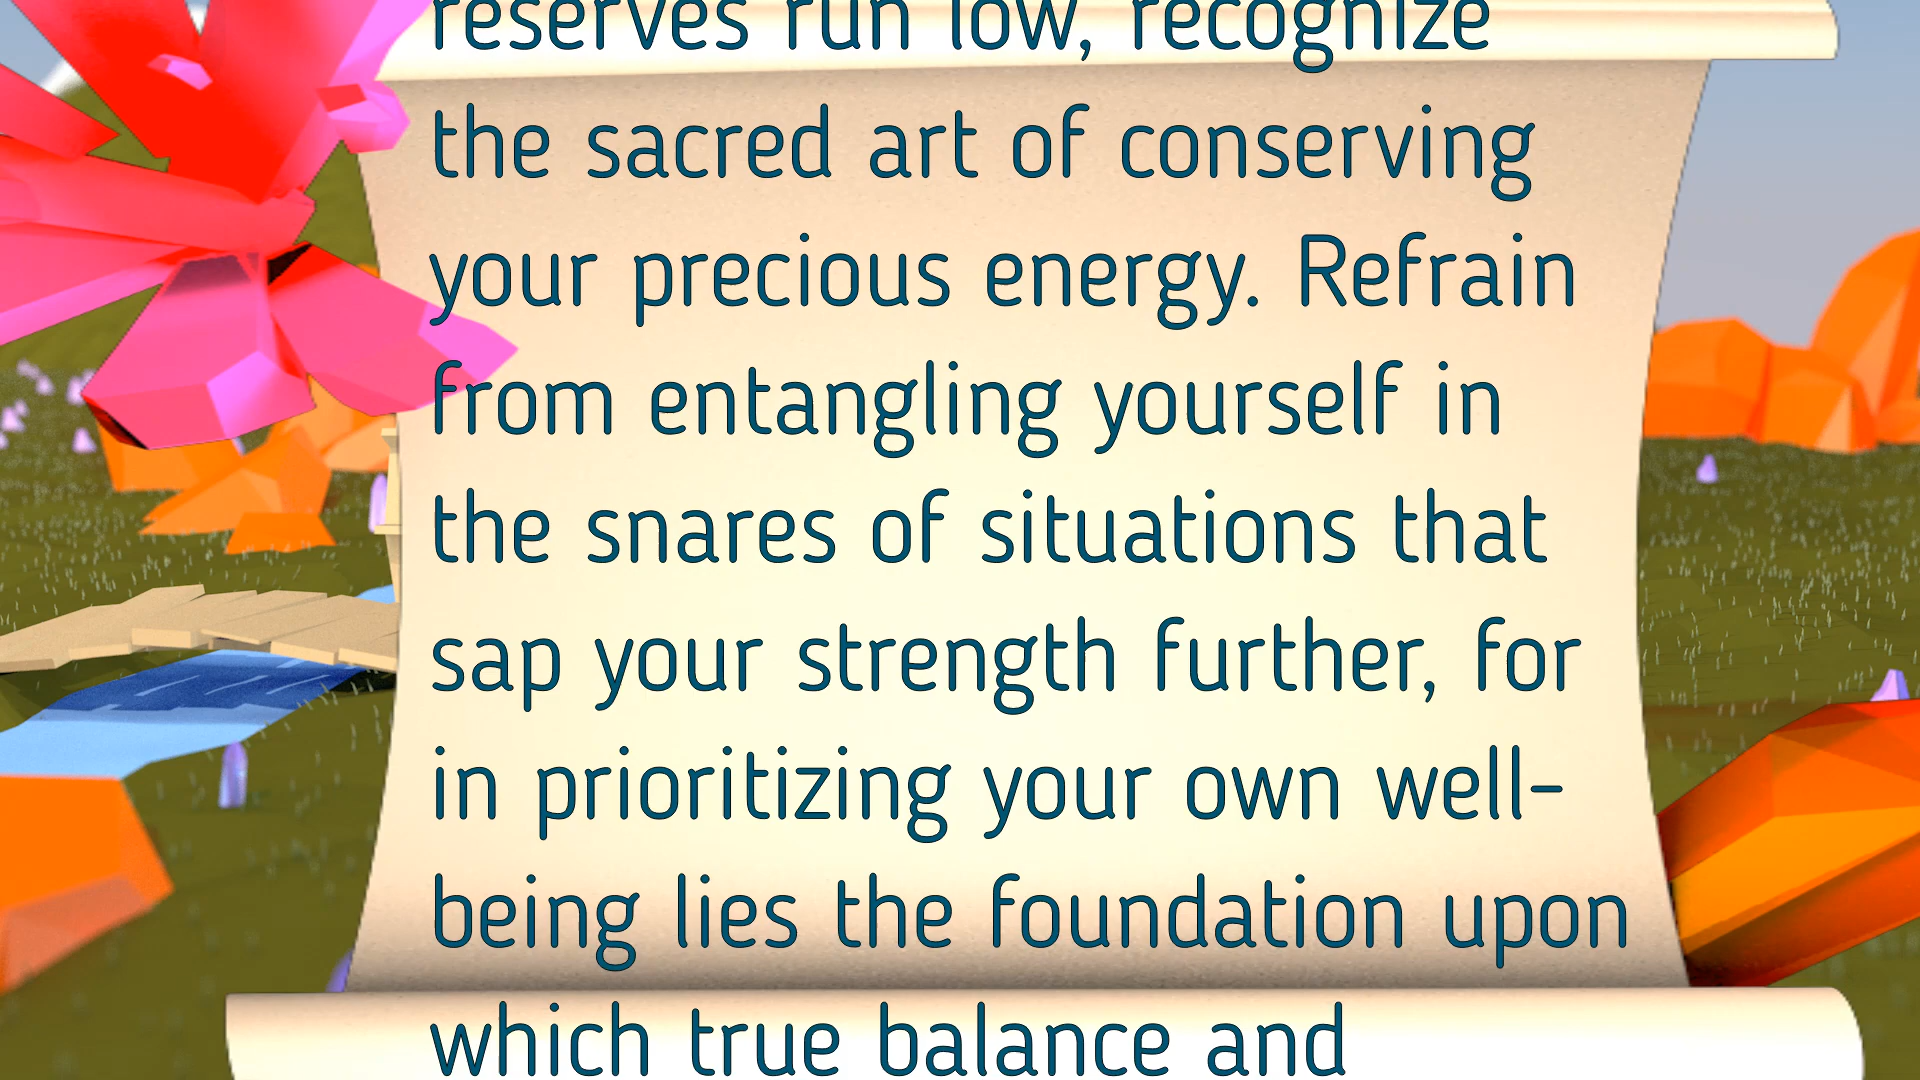 reserves run low, recognize
the sacred art of conserving
your precious energy. Refrain
from entangling yourself in
the snares of situations that
sap your strength further, for
in prioritizing your own well-
being lies the foundation upon
which true balance and